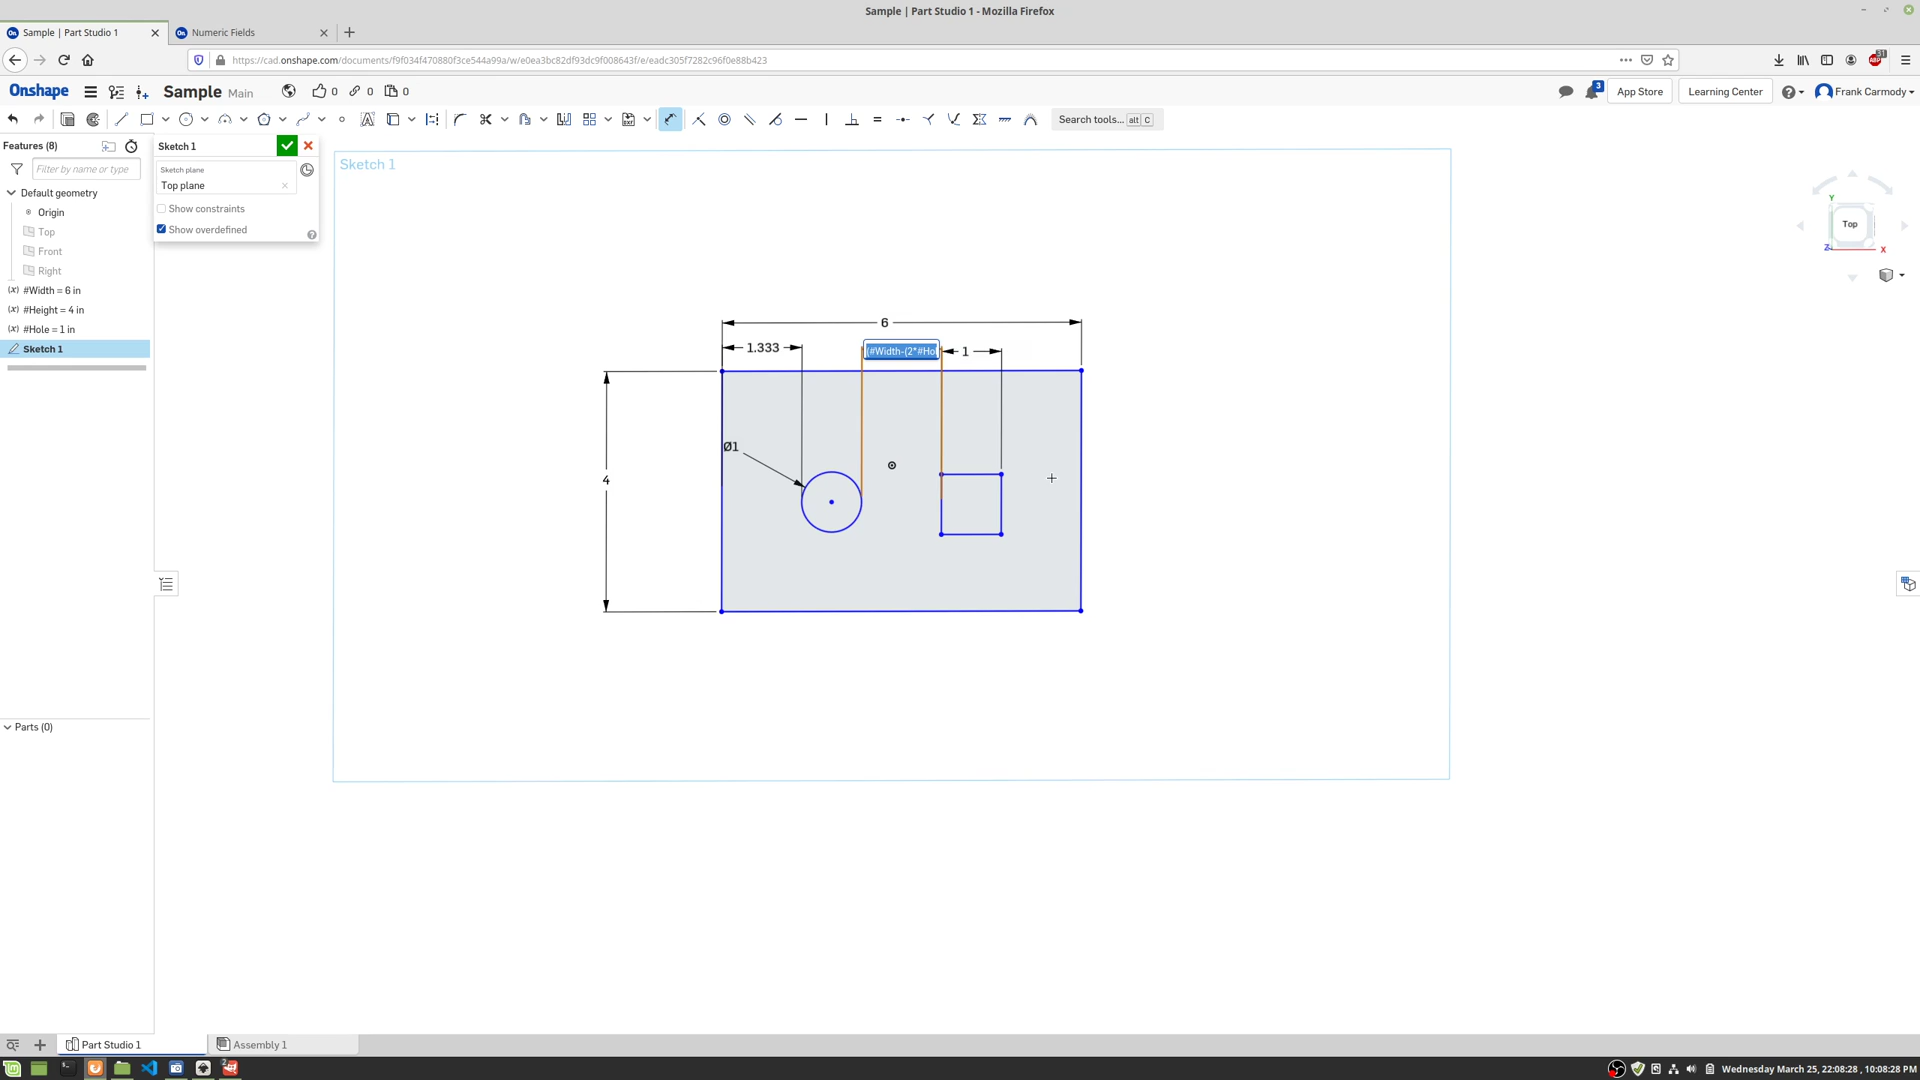 Sample | Part Studio 1 - Mozilla Firefox
Sample | Part Studio 1
Numeric Fields
https://cad.onshape.com/documents/f9f034f470880f3ce544a99a/w/e0ea3bc82df93dc9f008643f/e/eadc305f7282c96f0e88b423
31
ABP
Onshape
Sample Main
0
0
0
3
App Store
Learning Center
Frank Carmody
Search tools... alt C
Features (8)
Filter by name or type
Default geometry
Origin
Top
Front
Right
(x) #Width = 6 in
(x) #Height = 4 in
(x) #Hole = 1 in
Sketch 1
Sketch 1
Sketch plane
Top plane
Show constraints
Show overdefined
Sketch 1
Y
Top
Z
X
6
1.333
(#Width-(2*#Hol
1
Ø1
4
Parts (0)
Part Studio 1
Assembly 1
2
Wednesday March 25, 22:08:28 , 10:08:28 PM